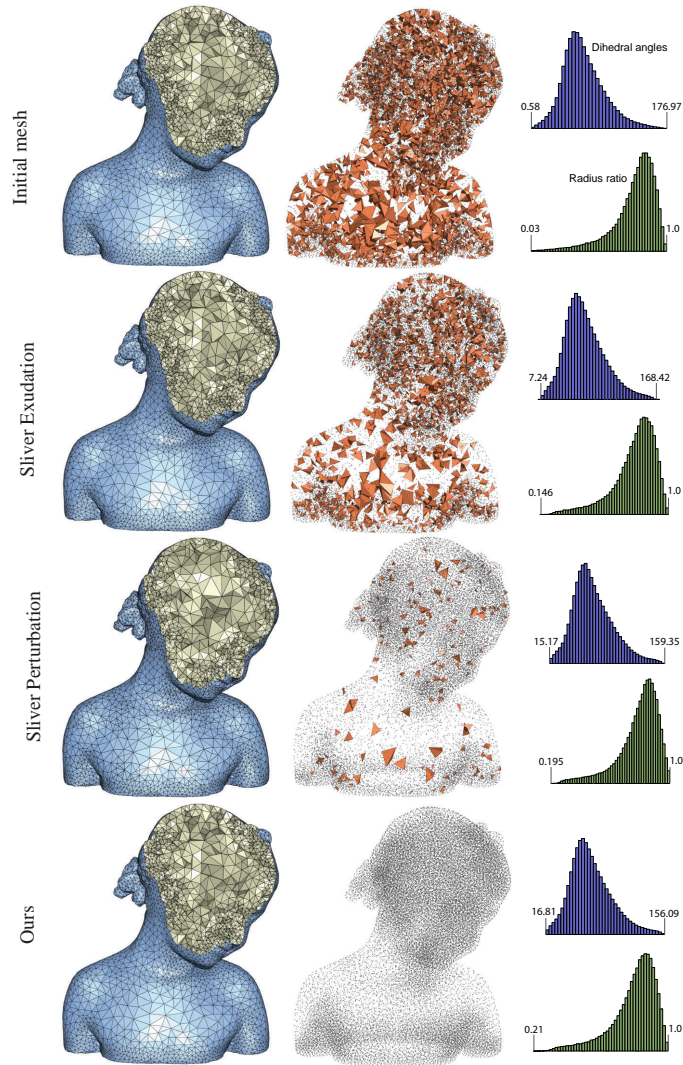 Initial mesh
Dihedral angles
0.58
176.97
Radius ratio
0.03
1.0
Sliver Exudation
7.24
168.42
0.146
1.0
Sliver Perturbation
15.17
159.35
0.195
1.0
Ours
16.81
156.09
0.21
1.0